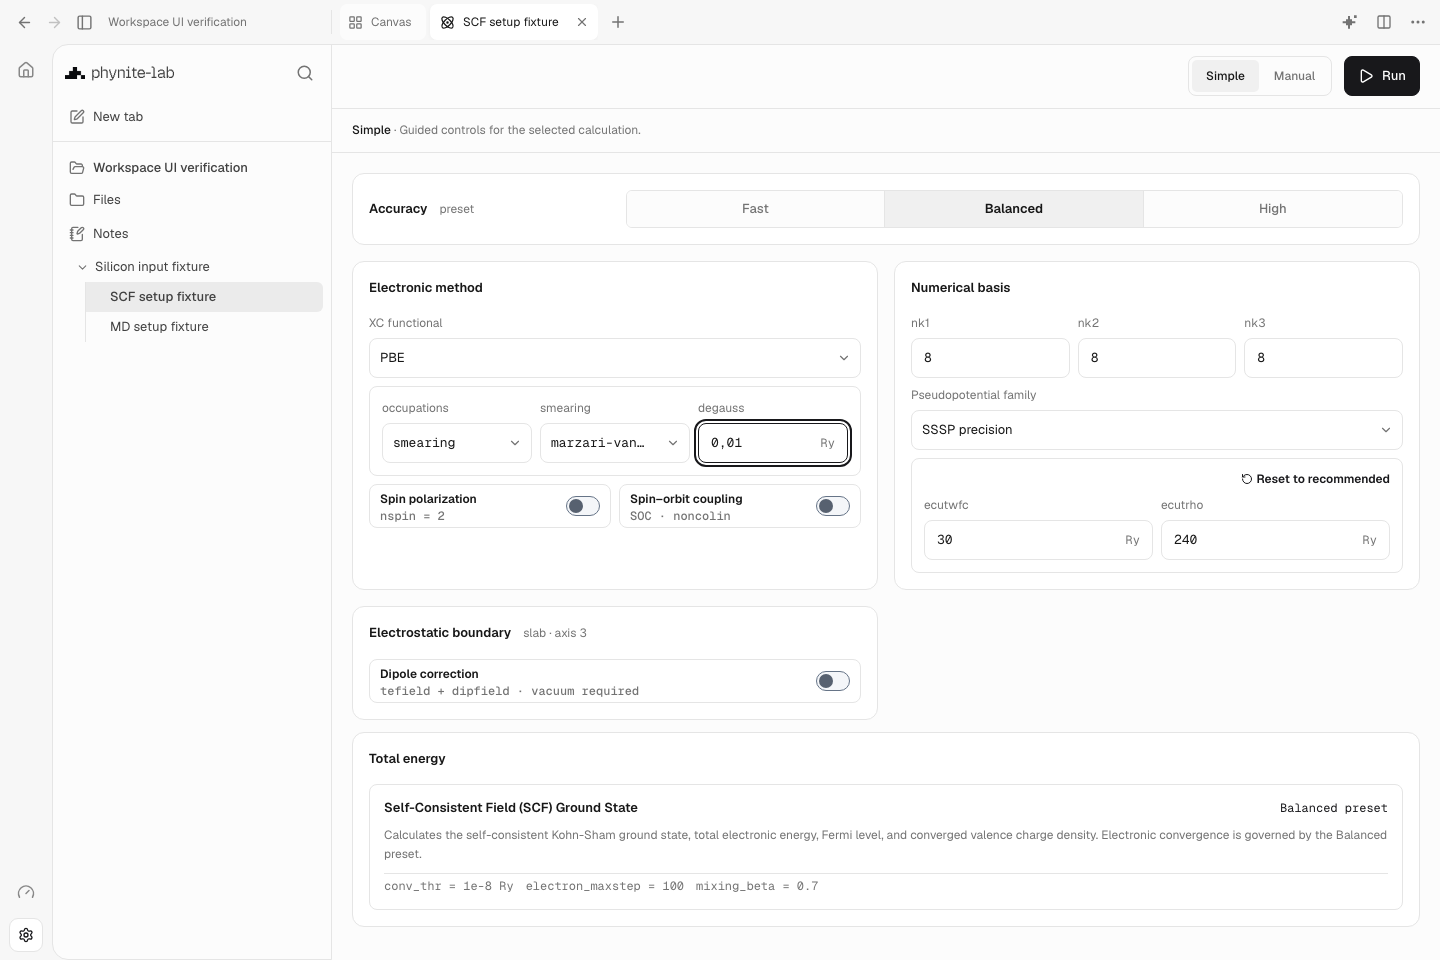 Workspace UI verification
Canvas
SCF setup fixture
phynite-lab
Simple
Manual
Run
New tab
Simple · Guided controls for the selected calculation.
Workspace UI verification
Files
Notes
Silicon input fixture
SCF setup fixture
MD setup fixture
Accuracy preset
Fast
Balanced
High
Electronic method
XC functional
PBE
occupations
smearing
degauss
smearing
marzari-van…
0,01 Ry
Spin polarization
nspin = 2
Spin–orbit coupling
SOC · noncolin
Numerical basis
nk1
nk2
nk3
8
8
8
Pseudopotential family
SSSP precision
Reset to recommended
ecutwfc
ecutrho
30 Ry
240 Ry
Electrostatic boundary slab · axis 3
Dipole correction
tefield + dipfield · vacuum required
Total energy
Self-Consistent Field (SCF) Ground State
Balanced preset
Calculates the self-consistent Kohn-Sham ground state, total electronic energy, Fermi level, and converged valence charge density. Electronic convergence is governed by the Balanced
preset.
conv_thr = 1e-8 Ry electron_maxstep = 100 mixing_beta = 0.7